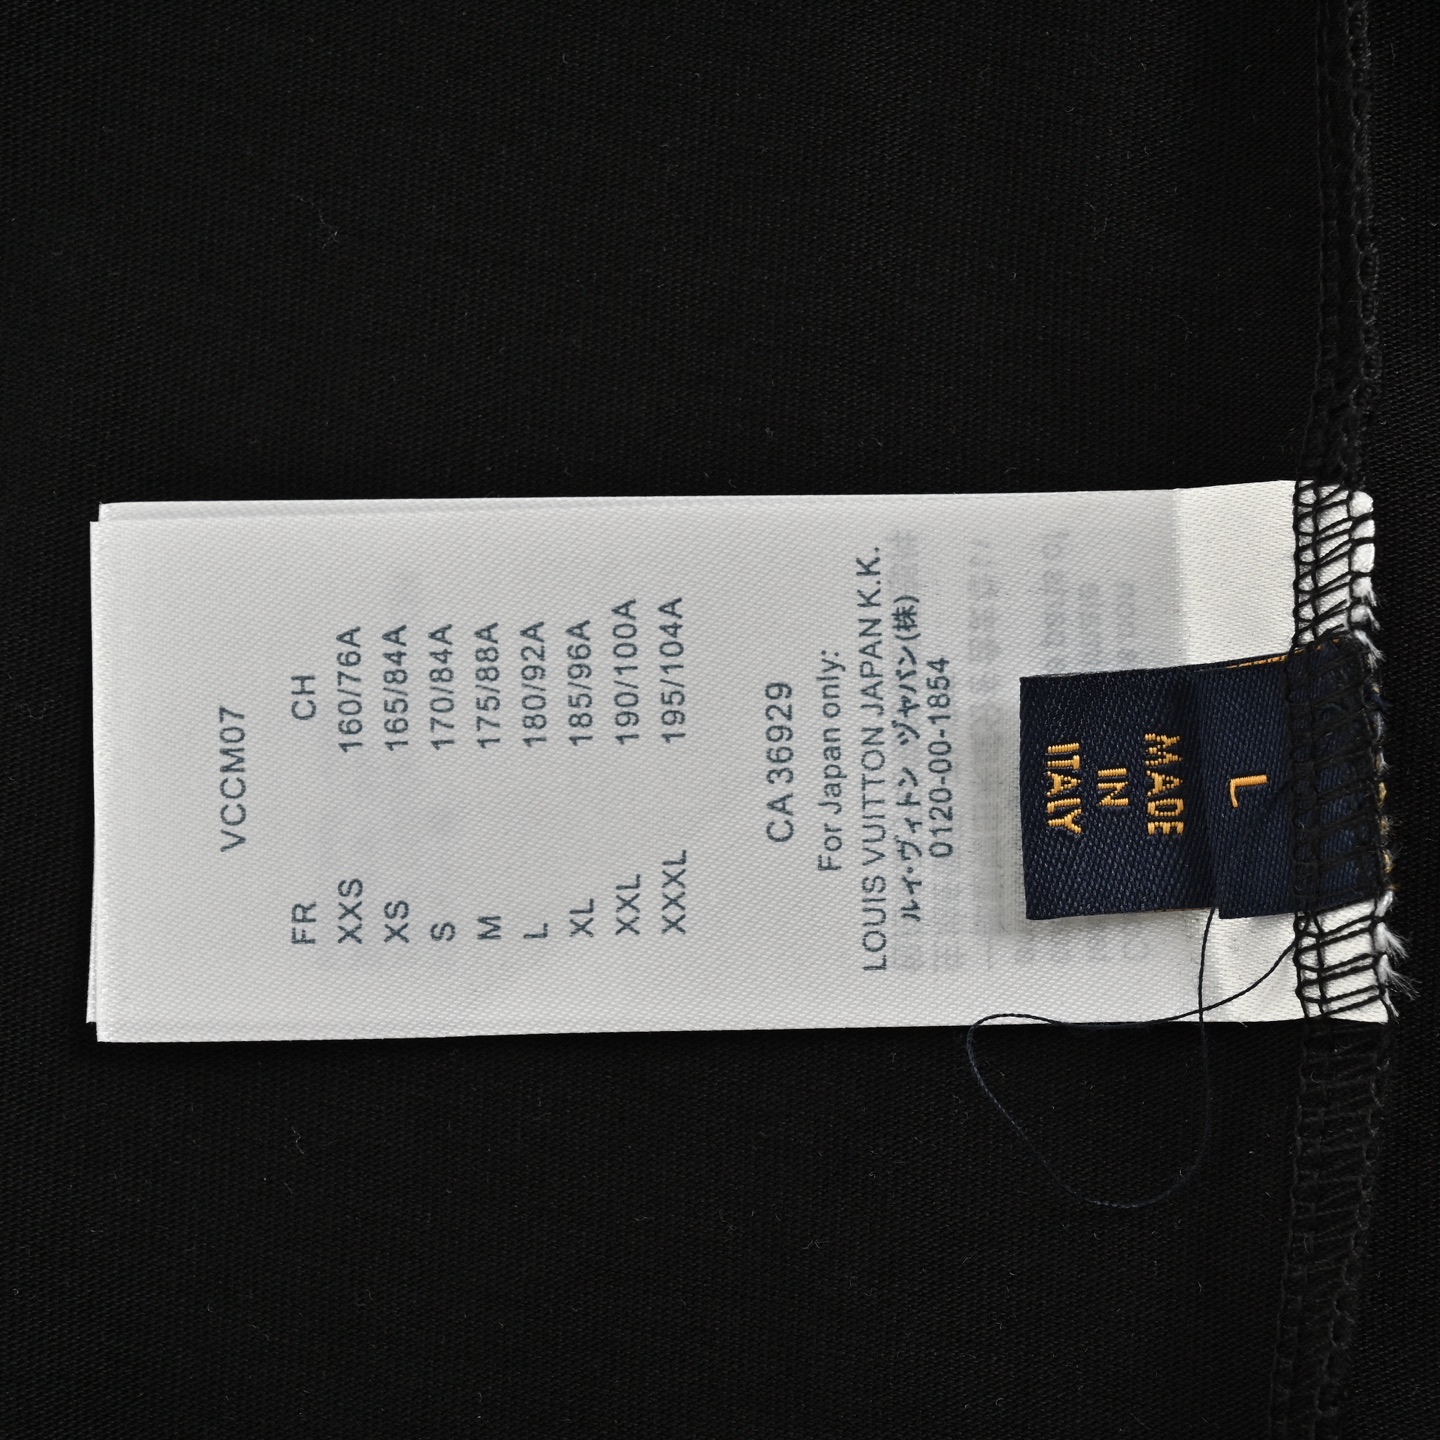 VCCM07
FR CH
XXS 160/76A
XS 165/84A
S 170/84A
M 175/88A
L 180/92A
XL 185/96A
XXL 190/100A
XXXL 195/104A
CA 36929
For Japan only:
LOUIS VUITTON JAPAN K.K.
ルイ・ヴィトン ヅャパン(株)
0120-00-1854
L
MADE
IN
ITALY